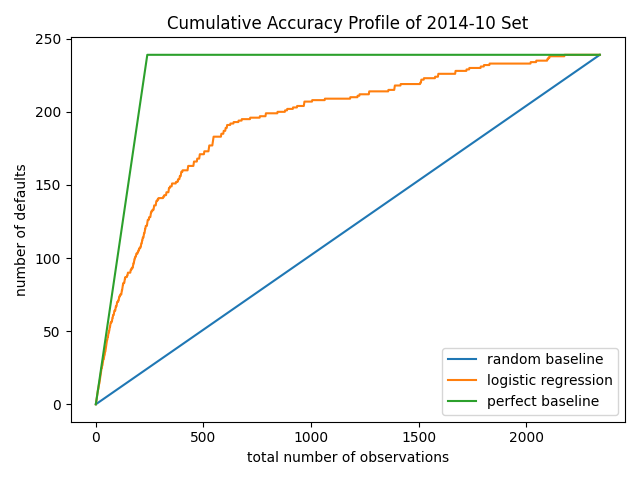 Cumulative Accuracy Profile of 2014-10 Set
250
200
150
100
50
0
number of defaults
0
500
1000
1500
2000
total number of observations
random baseline
logistic regression
perfect baseline